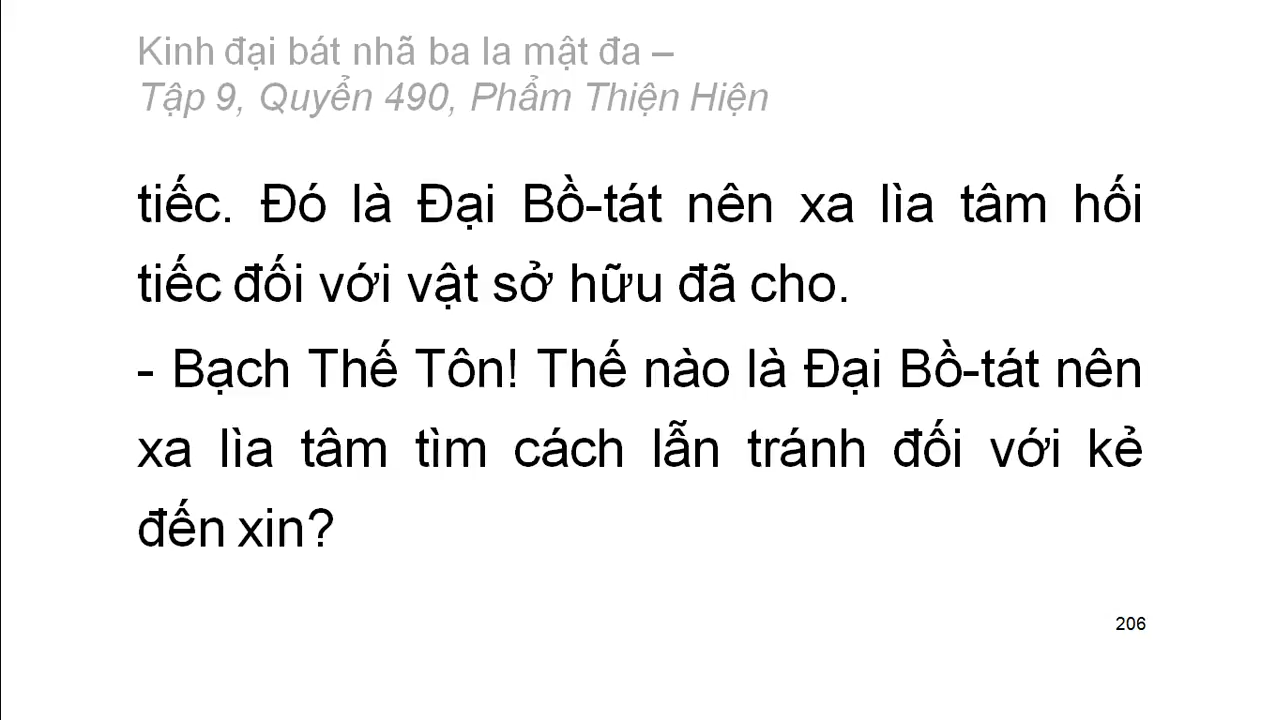 Kinh đại bát nhã ba la mật đa –
Tập 9, Quyển 490, Phẩm Thiện Hiện
tiếc. Đó là Đại Bồ-tát nên xa lìa tâm hối
tiếc đối với vật sở hữu đã cho.
- Bạch Thế Tôn! Thế nào là Đại Bồ-tát nên
xa lìa tâm tìm cách lẫn tránh đối với kẻ
đến xin?
206